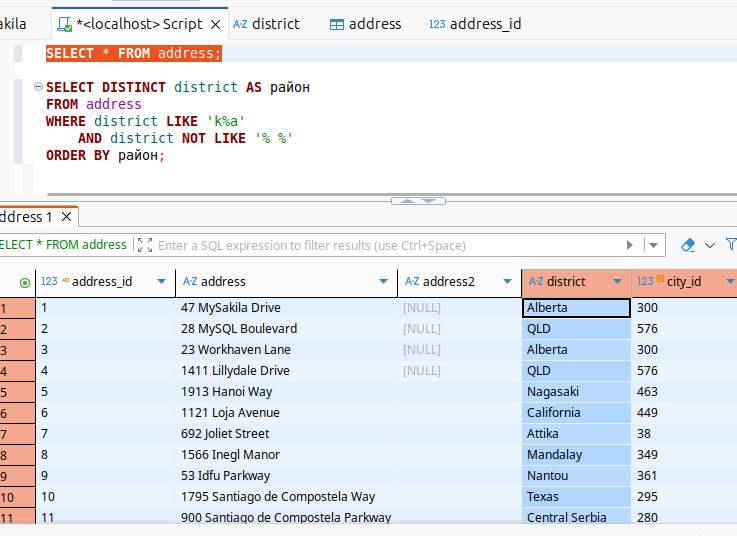 akila *<localhost> Script A-Z district address 123 address_id
SELECT * FROM address;
SELECT DISTINCT district AS район
FROM address
WHERE district LIKE 'k%a'
AND district NOT LIKE '% %'
ORDER BY район;
ddress 1
ELECT * FROM address Enter a SQL expression to filter results (use Ctrl+Space)
123 address_id A-Z address A-Z address2 A-Z district 123 city_id
1 1 47 MySakila Drive [NULL] Alberta 300
2 2 28 MySQL Boulevard [NULL] QLD 576
3 3 23 Workhaven Lane [NULL] Alberta 300
4 4 1411 Lillydale Drive [NULL] QLD 576
5 5 1913 Hanoi Way Nagasaki 463
6 6 1121 Loja Avenue California 449
7 7 692 Joliet Street Attika 38
8 8 1566 Inegl Manor Mandalay 349
9 9 53 Idfu Parkway Nantou 361
10 10 1795 Santiago de Compostela Way Texas 295
11 11 900 Santiago de Compostela Parkway Central Serbia 280